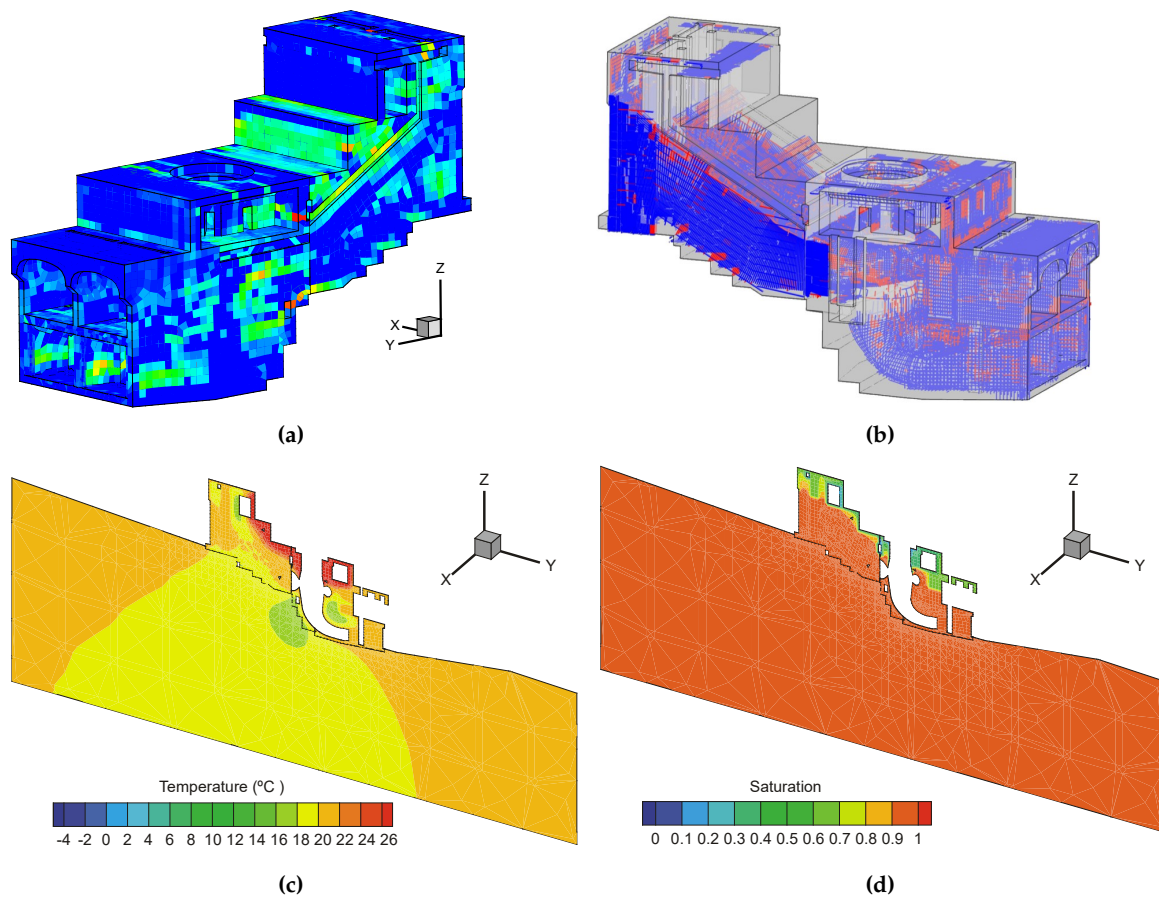 Z
X
Y
(a)
(b)
Z
X
Y
Temperature (ºC )
-4 -2 0 2 4 6 8 10 12 14 16 18 20 22 24 26
(c)
Z
X
Y
Saturation
0 0.1 0.2 0.3 0.4 0.5 0.6 0.7 0.8 0.9 1
(d)